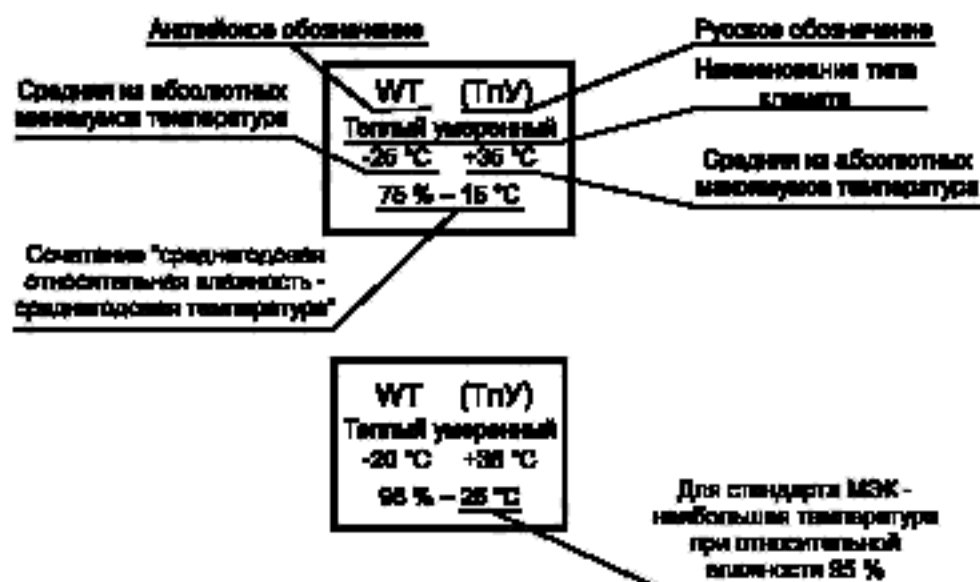 Английское обозначение
Русское обозначение
Наименование типа
климата
Средняя из абсолютных
минимумов температура
WT (ТпУ)
Теплый умеренный
-25 °C +35 °C
75 % – 15 °C
Средняя из абсолютных
максимумов температура
Сочетание "среднегодовая
относительная влажность -
среднегодовая температура"
WT (ТпУ)
Теплый умеренный
-20 °C +35 °C
95 % – 25 °C
Для стандарта МЭК -
наибольшая температура
при относительной
влажности 95 %